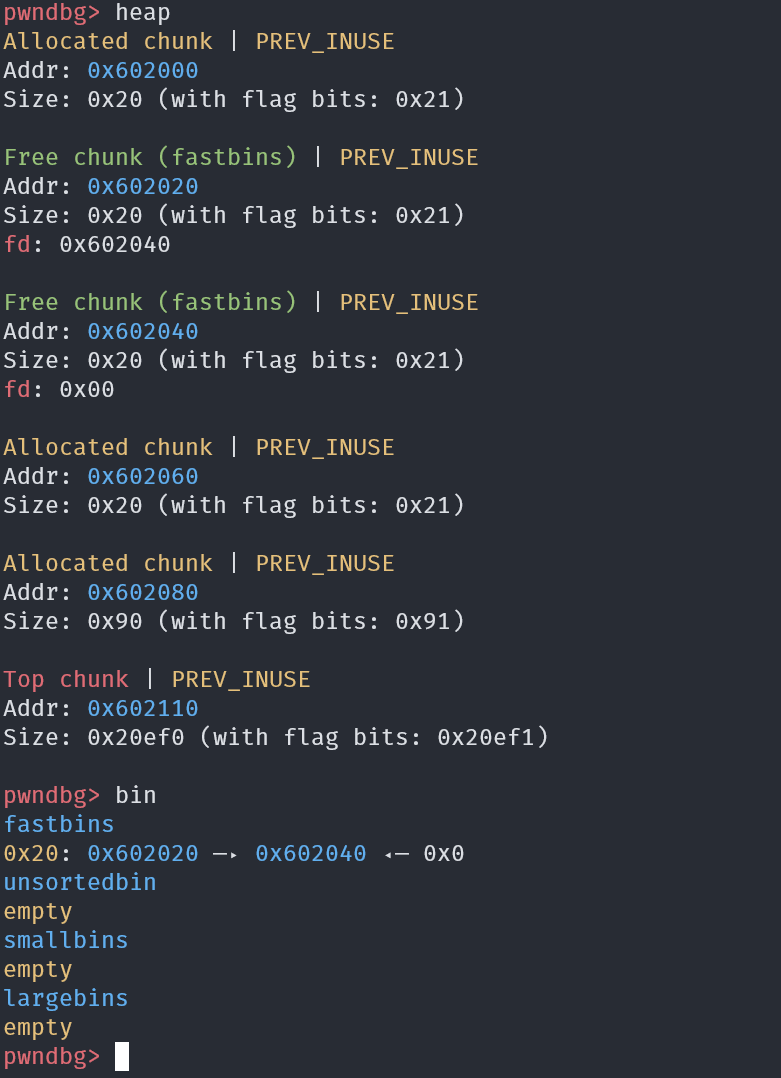 pwndbg> heap
Allocated chunk | PREV_INUSE
Addr: 0x602000
Size: 0x20 (with flag bits: 0x21)
Free chunk (fastbins) | PREV_INUSE
Addr: 0x602020
Size: 0x20 (with flag bits: 0x21)
fd: 0x602040
Free chunk (fastbins) | PREV_INUSE
Addr: 0x602040
Size: 0x20 (with flag bits: 0x21)
fd: 0x00
Allocated chunk | PREV_INUSE
Addr: 0x602060
Size: 0x20 (with flag bits: 0x21)
Allocated chunk | PREV_INUSE
Addr: 0x602080
Size: 0x90 (with flag bits: 0x91)
Top chunk | PREV_INUSE
Addr: 0x602110
Size: 0x20ef0 (with flag bits: 0x20ef1)
pwndbg> bin
fastbins
0x20: 0x602020 —▸ 0x602040 ◂— 0x0
unsortedbin
empty
smallbins
empty
largebins
empty
pwndbg>